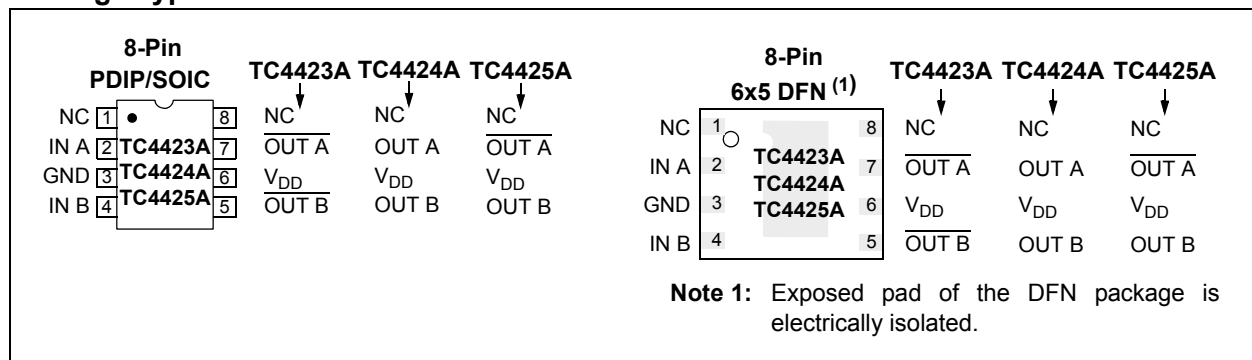 8-Pin
PDIP/SOIC
TC4423A TC4424A TC4425A
NC 1 8 NC NC NC
IN A 2 TC4423A 7 OUT A OUT A OUT A
GND 3 TC4424A 6 VDD VDD VDD
IN B 4 TC4425A 5 OUT B OUT B OUT B
8-Pin
6x5 DFN (1)
TC4423A TC4424A TC4425A
NC 1 8 NC NC NC
IN A 2 TC4423A 7 OUT A OUT A OUT A
TC4424A
GND 3 TC4425A 6 VDD VDD VDD
IN B 4 5 OUT B OUT B OUT B
Note 1: Exposed pad of the DFN package is
electrically isolated.